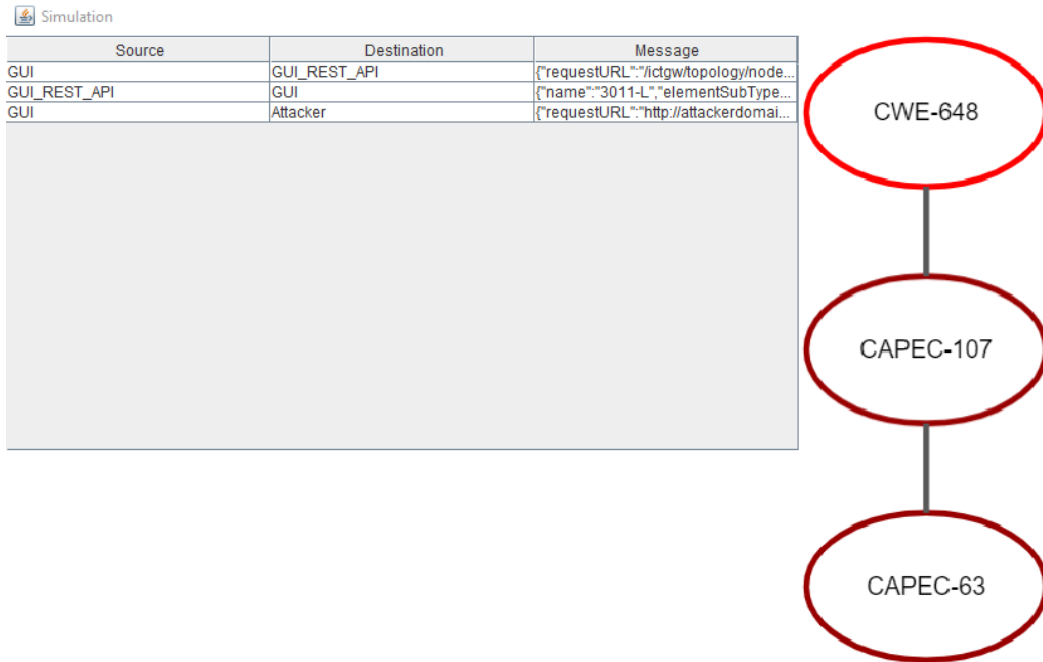 Simulation
Source Destination Message
GUI GUI_REST_API {"requestURL":"/ictgw/topology/node...
GUI_REST_API GUI {"name":"3011-L","elementSubType...
GUI Attacker {"requestURL":"http://attackerdomai...
CWE-648
CAPEC-107
CAPEC-63